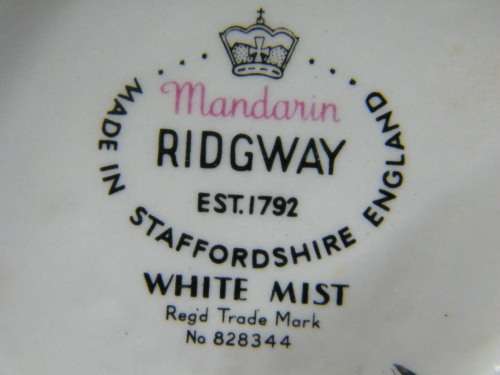 Mandarin
RIDGWAY
EST.1792
MADE IN STAFFORDSHIRE ENGLAND
WHITE MIST
Reg'd Trade Mark
No 828344